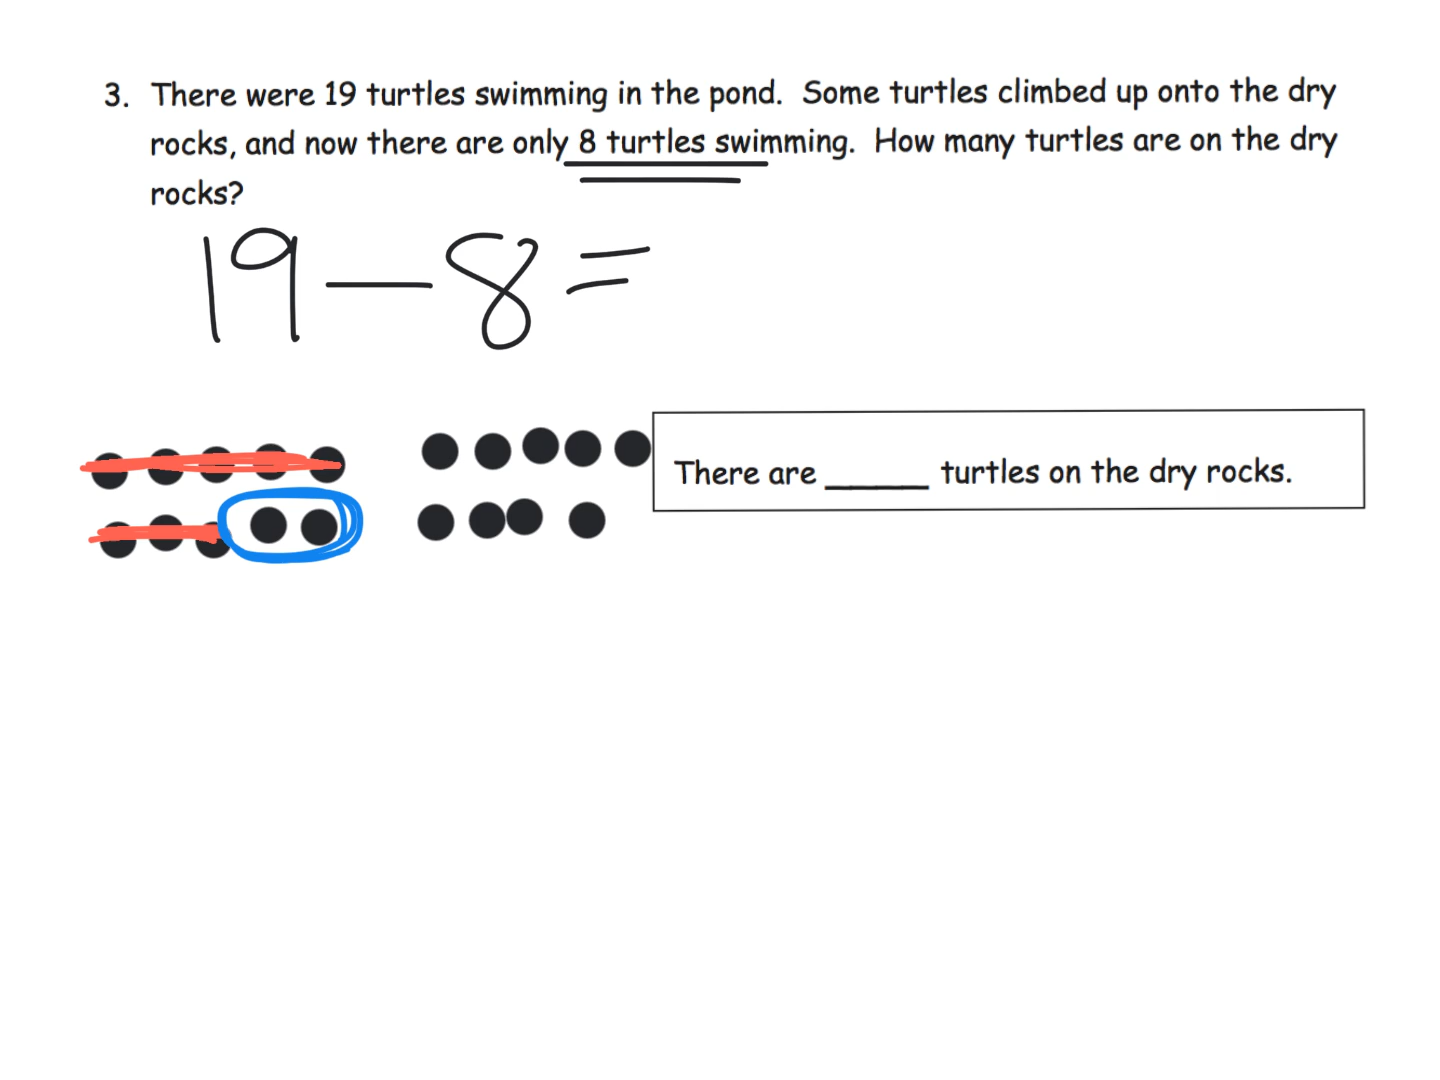 3. There were 19 turtles swimming in the pond. Some turtles climbed up onto the dry
rocks, and now there are only 8 turtles swimming. How many turtles are on the dry
rocks?
19 — 8 =
There are ______ turtles on the dry rocks.